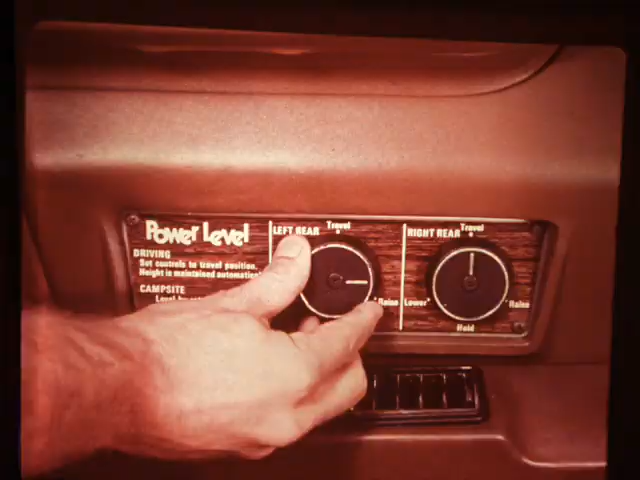 Power Level
DRIVING
Set controls to travel position.
Height is maintained automatic
CAMPSITE
LEFT REAR
Travel
Raise
RIGHT REAR
Travel
Lower
Raise
Hold